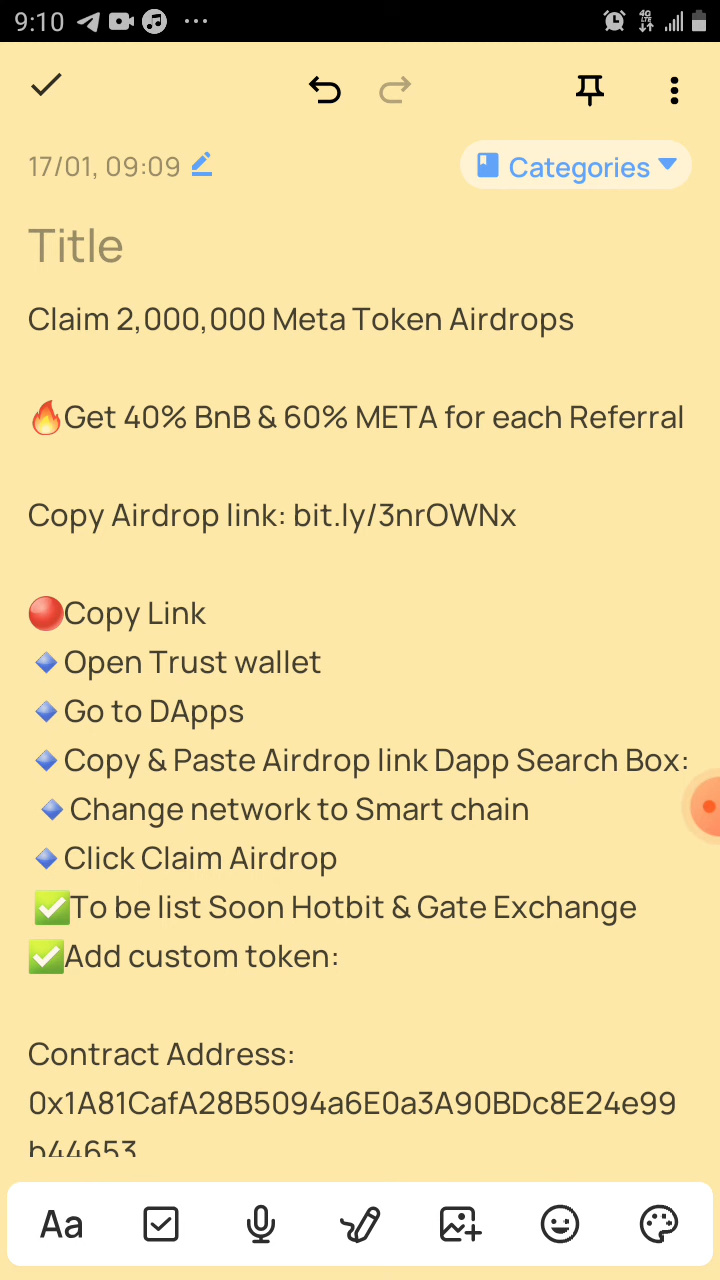 9:10
4G
LTE
17/01, 09:09
Categories
Title
Claim 2,000,000 Meta Token Airdrops
🔥Get 40% BnB & 60% META for each Referral
Copy Airdrop link: bit.ly/3nrOWNx
🔴Copy Link
🔹Open Trust wallet
🔹Go to DApps
🔹Copy & Paste Airdrop link Dapp Search Box:
🔹Change network to Smart chain
🔹Click Claim Airdrop
✅To be list Soon Hotbit & Gate Exchange
✅Add custom token:
Contract Address:
0x1A81CafA28B5094a6E0a3A90BDc8E24e99
b44653
Aa